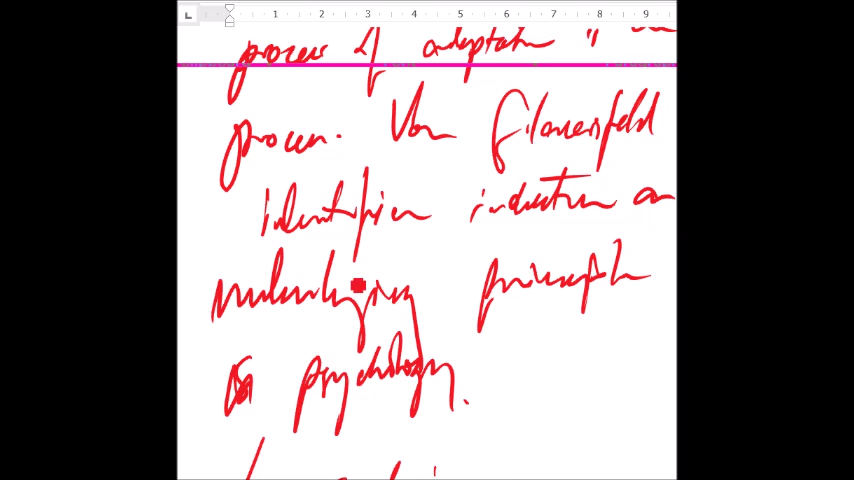 1 2 3 4 5 6 7 8 9
process of adaptation
process. Von Glasersfeld
identifies induction as
underlying principle
psychology.